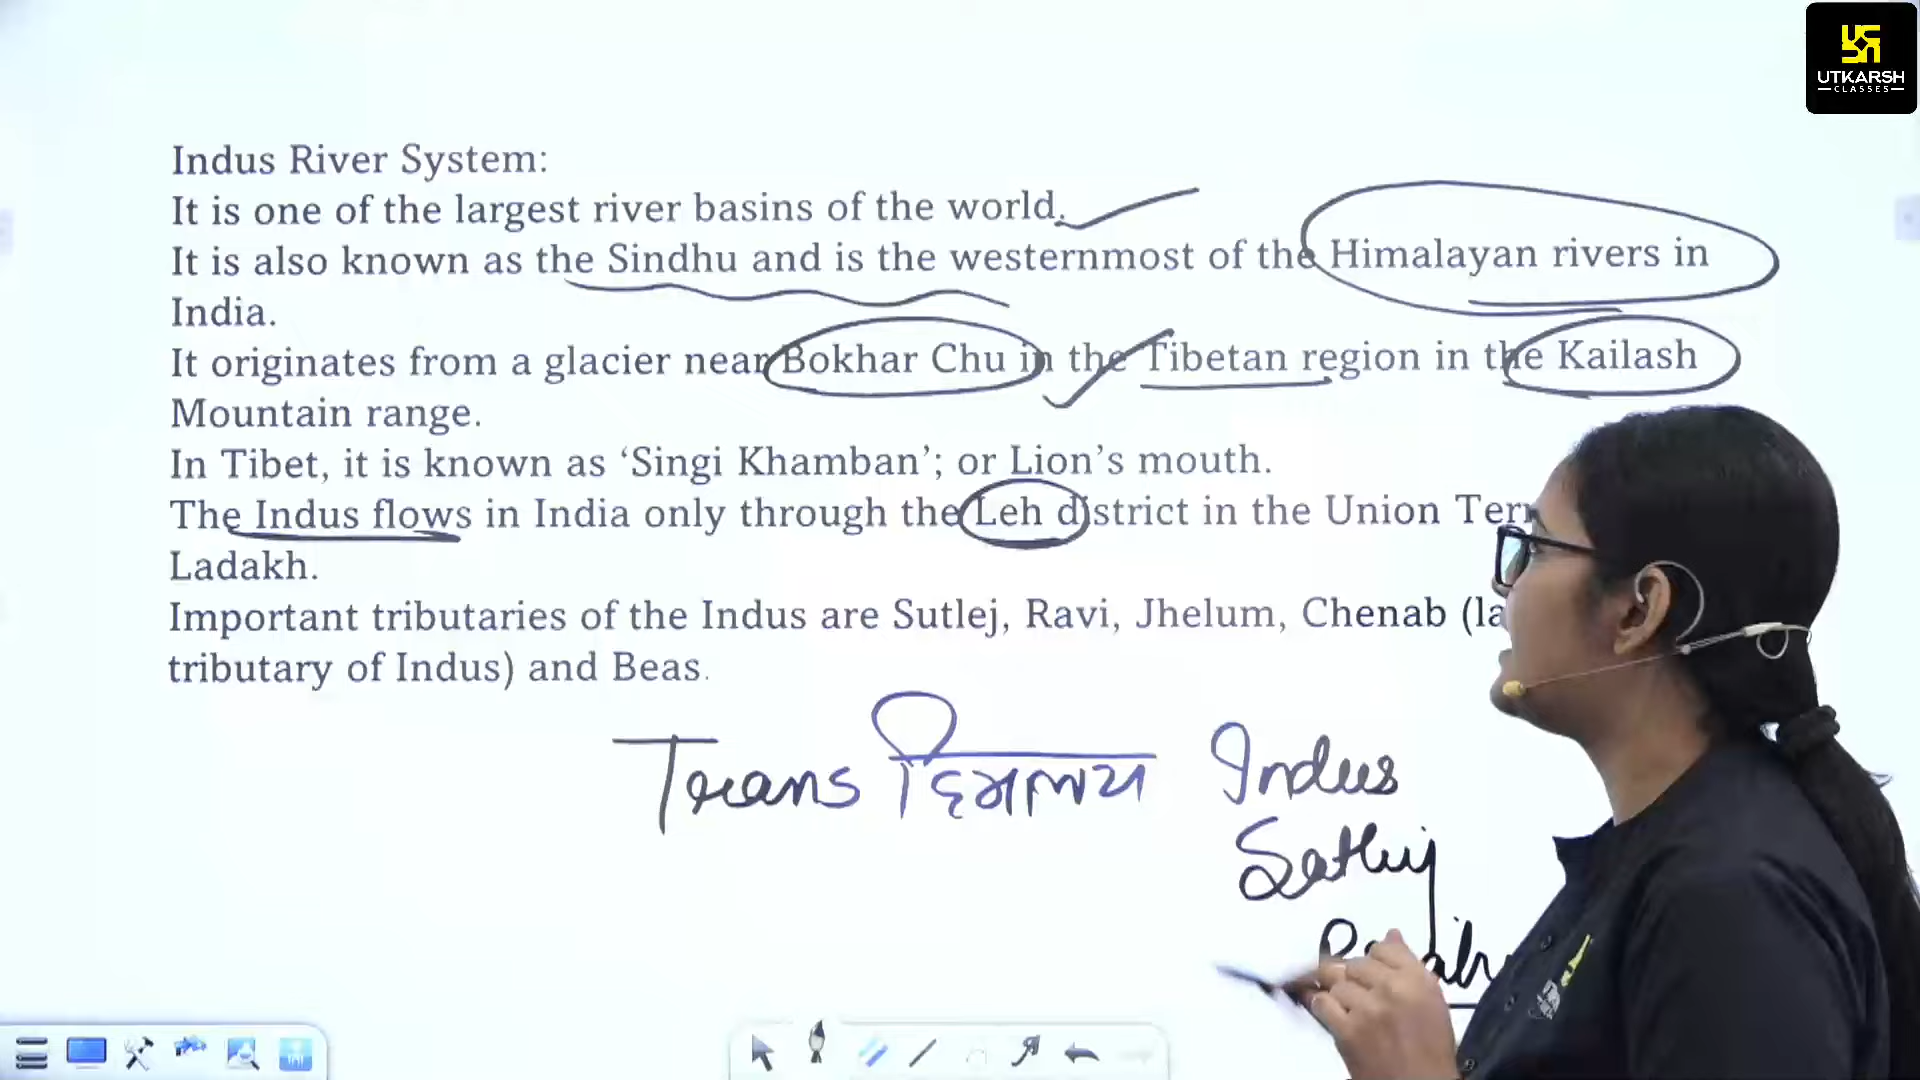 UTKARSH
CLASSES
Indus River System:
It is one of the largest river basins of the world.
It is also known as the Sindhu and is the westernmost of the Himalayan rivers in
India.
It originates from a glacier near Bokhar Chu in the Tibetan region in the Kailash
Mountain range.
In Tibet, it is known as ‘Singi Khamban’; or Lion’s mouth.
The Indus flows in India only through the Leh district in the Union
Ladakh.
Important tributaries of the Indus are Sutlej, Ravi, Jhelum, Chenab
tributary of Indus) and Beas.
Trans हिमालय Indus